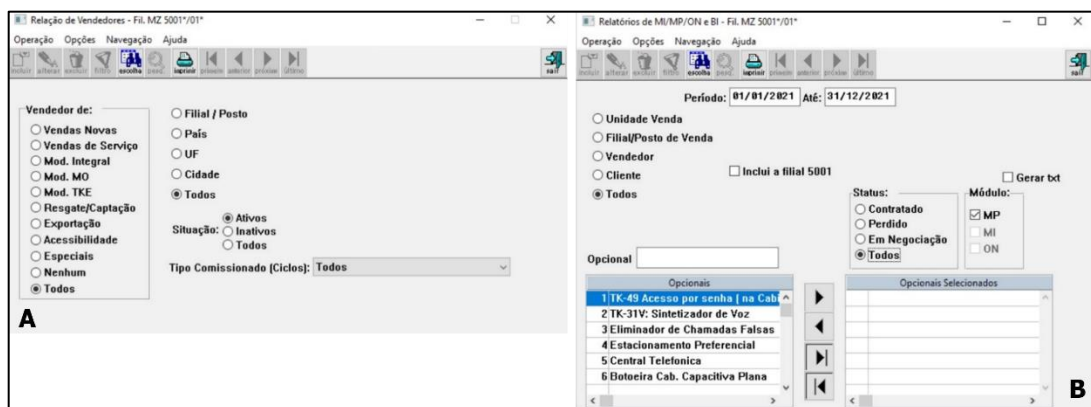 Relação de Vendedores - Fil. MZ 5001*/01*
Operação Opções Navegação Ajuda
incluir alterar excluir filtro escolha pesq. imprimir primeiro anterior próximo último sair
Vendedor de:
Vendas Novas
Vendas de Serviço
Mod. Integral
Mod. MO
Mod. TKE
Resgate/Captação
Exportação
Acessibilidade
Especiais
Nenhum
Todos
Filial / Posto
País
UF
Cidade
Todos
Situação:
Ativos
Inativos
Todos
Tipo Comissionado (Ciclos): Todos
A
Relatórios de MI/MP/ON e BI - Fil. MZ 5001*/01*
Operação Opções Navegação Ajuda
incluir alterar excluir filtro escolha pesq. imprimir primeiro anterior próximo último sair
Período: 01/01/2021 Até: 31/12/2021
Unidade Venda
Filial/Posto de Venda
Vendedor
Cliente
Todos
Inclui a filial 5001
Gerar txt
Status:
Contratado
Perdido
Em Negociação
Todos
Módulo:
MP
MI
ON
Opcional
Opcionais
1 TK-49 Acesso por senha ( na Cabi
2 TK-31V: Sintetizador de Voz
3 Eliminador de Chamadas Falsas
4 Estacionamento Preferencial
5 Central Telefonica
6 Botoeira Cab. Capacitiva Plana
Opcionais Selecionados
B